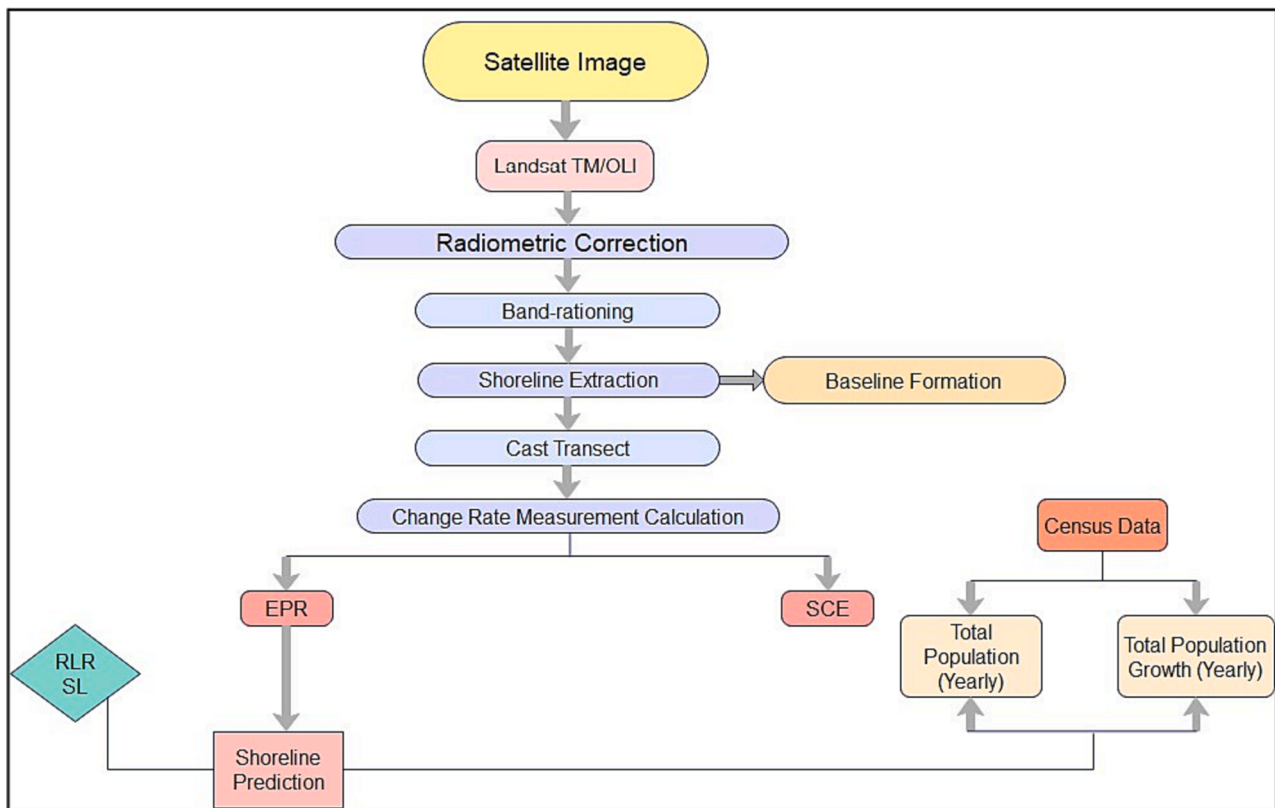 Satellite Image
Landsat TM/OLI
Radiometric Correction
Band-rationing
Shoreline Extraction
Baseline Formation
Cast Transect
Change Rate Measurement Calculation
Census Data
EPR
SCE
Total
Population
(Yearly)
Total Population
Growth (Yearly)
RLR
SL
Shoreline
Prediction